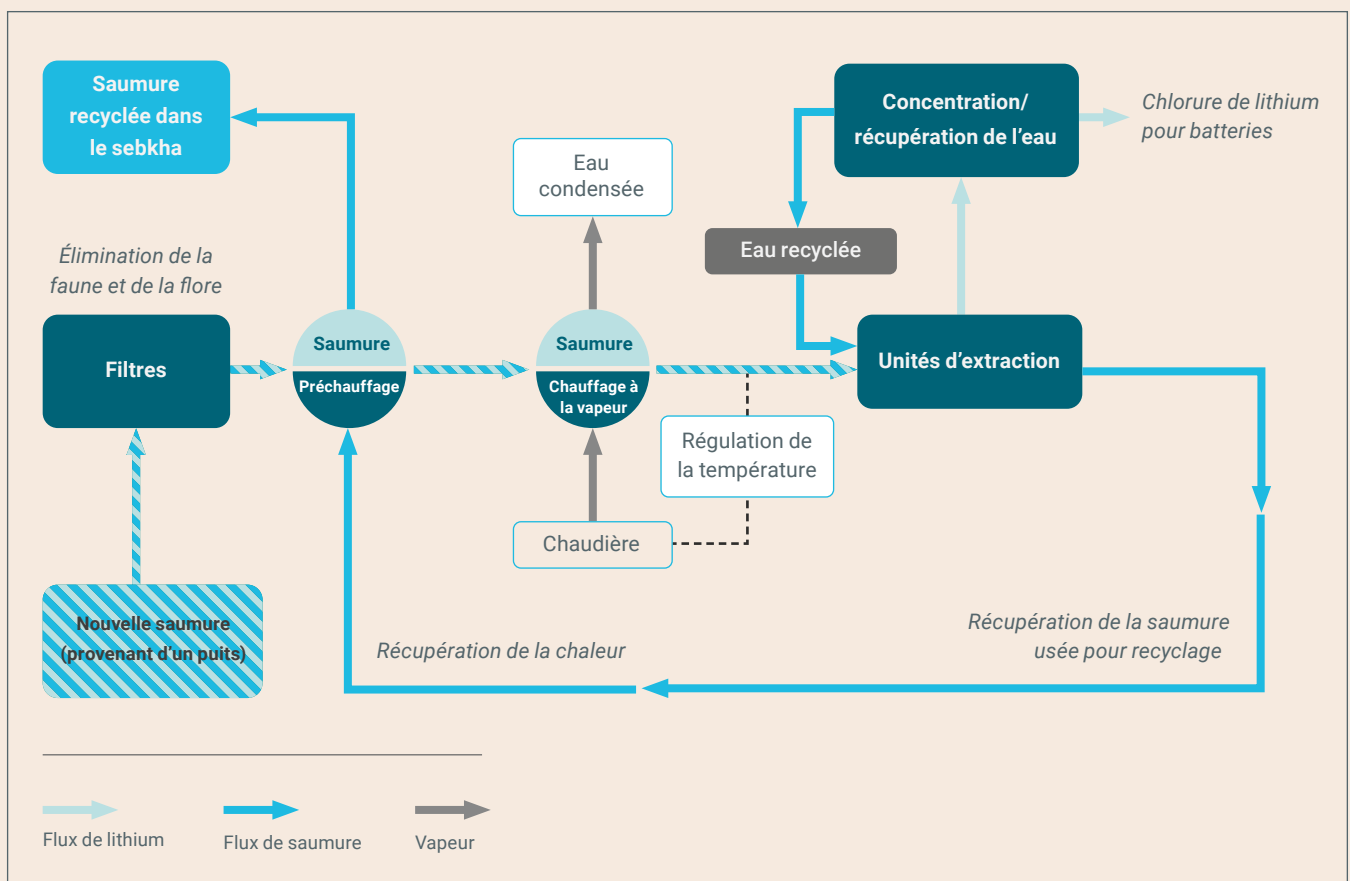 Saumure
recyclée dans
le sebkha
Eau
condensée
Concentration/
récupération de l’eau
Chlorure de lithium
pour batteries
Élimination de la
faune et de la flore
Eau recyclée
Filtres
Saumure
Préchauffage
Saumure
Chauffage à
la vapeur
Unités d’extraction
Régulation de
la température
Chaudière
Nouvelle saumure
(provenant d’un puits)
Récupération de la chaleur
Récupération de la saumure
usée pour recyclage
Flux de lithium
Flux de saumure
Vapeur